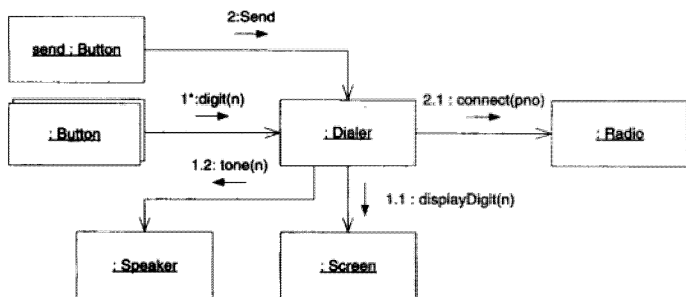 2:Send
send : Button
1*:digit(n)
2.1 : connect(pno)
: Button
: Dialer
: Radio
1.2: tone(n)
1.1 : displayDigit(n)
: Speaker
: Screen